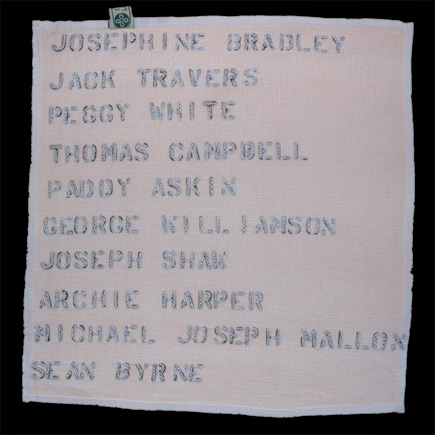 JOSEPHINE BRADLEY
JACK TRAVERS
PEGGY WHITE
THOMAS CAMPBELL
PADDY ASKIN
GEORGE WILLIAMSON
JOSEPH SHAW
ARCHIE HARPER
MICHAEL JOSEPH MALLON
SEAN BYRNE